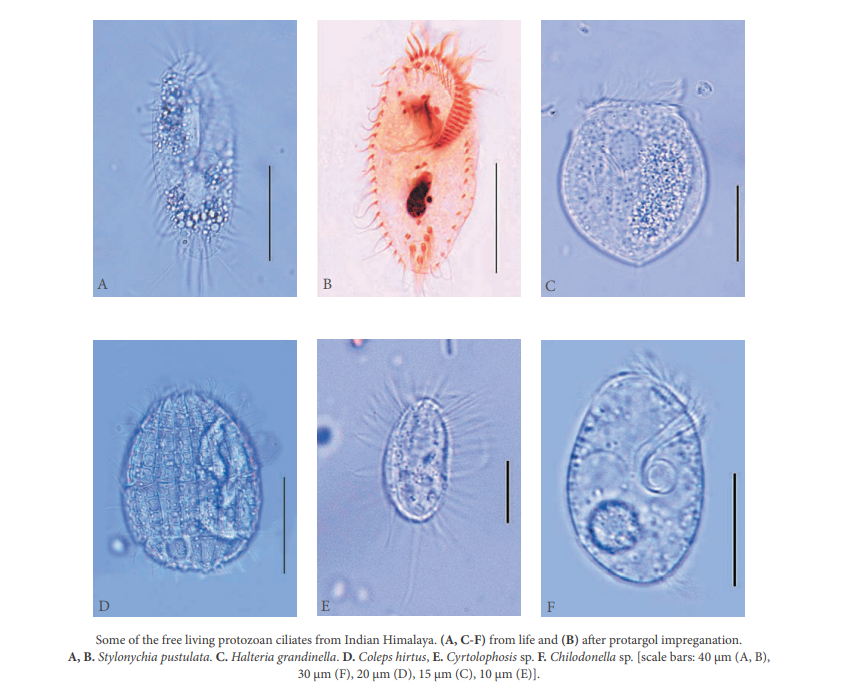 A
B
C
D
E
F
Some of the free living protozoan ciliates from Indian Himalaya. (A, C-F) from life and (B) after protargol impreganation.
A, B. Stylonychia pustulata. C. Halteria grandinella. D. Coleps hirtus, E. Cyrtolophosis sp. F. Chilodonella sp. [scale bars: 40 μm (A, B),
30 μm (F), 20 μm (D), 15 μm (C), 10 μm (E)].